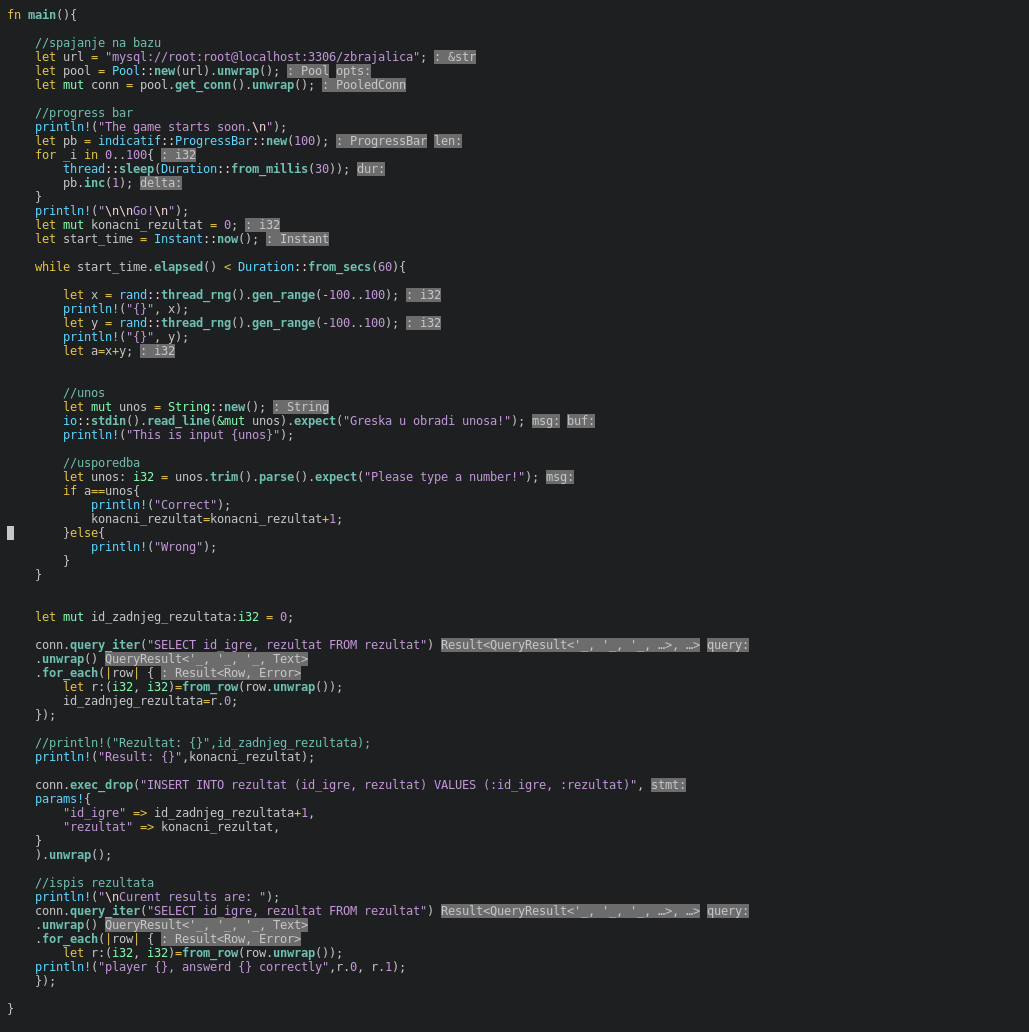 fn main(){
//spajanje na bazu
let url = "mysql://root:root@localhost:3306/zbrajalica"; : &str
let pool = Pool::new(url).unwrap(); : Pool opts:
let mut conn = pool.get_conn().unwrap(); : PooledConn
//progress bar
println!("The game starts soon.\n");
let pb = indicatif::ProgressBar::new(100); : ProgressBar len:
for _i in 0..100{ : i32
thread::sleep(Duration::from_millis(30)); dur:
pb.inc(1); delta:
}
println!("\n\nGo!\n");
let mut konacni_rezultat = 0; : i32
let start_time = Instant::now(); : Instant
while start_time.elapsed() < Duration::from_secs(60){
let x = rand::thread_rng().gen_range(-100..100); : i32
println!("{}", x);
let y = rand::thread_rng().gen_range(-100..100); : i32
println!("{}", y);
let a=x+y; : i32
//unos
let mut unos = String::new(); : String
io::stdin().read_line(&mut unos).expect("Greska u obradi unosa!"); msg: buf:
println!("This is input {unos}");
//usporedba
let unos: i32 = unos.trim().parse().expect("Please type a number!"); msg:
if a==unos{
println!("Correct");
konacni_rezultat=konacni_rezultat+1;
}else{
println!("Wrong");
}
}
let mut id_zadnjeg_rezultata:i32 = 0;
conn.query_iter("SELECT id_igre, rezultat FROM rezultat") Result<QueryResult<'_, '_, '_, …>, …> query:
.unwrap() QueryResult<'_, '_, '_, Text>
.for_each(|row| { : Result<Row, Error>
let r:(i32, i32)=from_row(row.unwrap());
id_zadnjeg_rezultata=r.0;
});
//println!("Rezultat: {}",id_zadnjeg_rezultata);
println!("Result: {}",konacni_rezultat);
conn.exec_drop("INSERT INTO rezultat (id_igre, rezultat) VALUES (:id_igre, :rezultat)", stmt:
params!{
"id_igre" => id_zadnjeg_rezultata+1,
"rezultat" => konacni_rezultat,
}
).unwrap();
//ispis rezultata
println!("\nCurent results are: ");
conn.query_iter("SELECT id_igre, rezultat FROM rezultat") Result<QueryResult<'_, '_, '_, …>, …> query:
.unwrap() QueryResult<'_, '_, '_, Text>
.for_each(|row| { : Result<Row, Error>
let r:(i32, i32)=from_row(row.unwrap());
println!("player {}, answerd {} correctly",r.0, r.1);
});
}